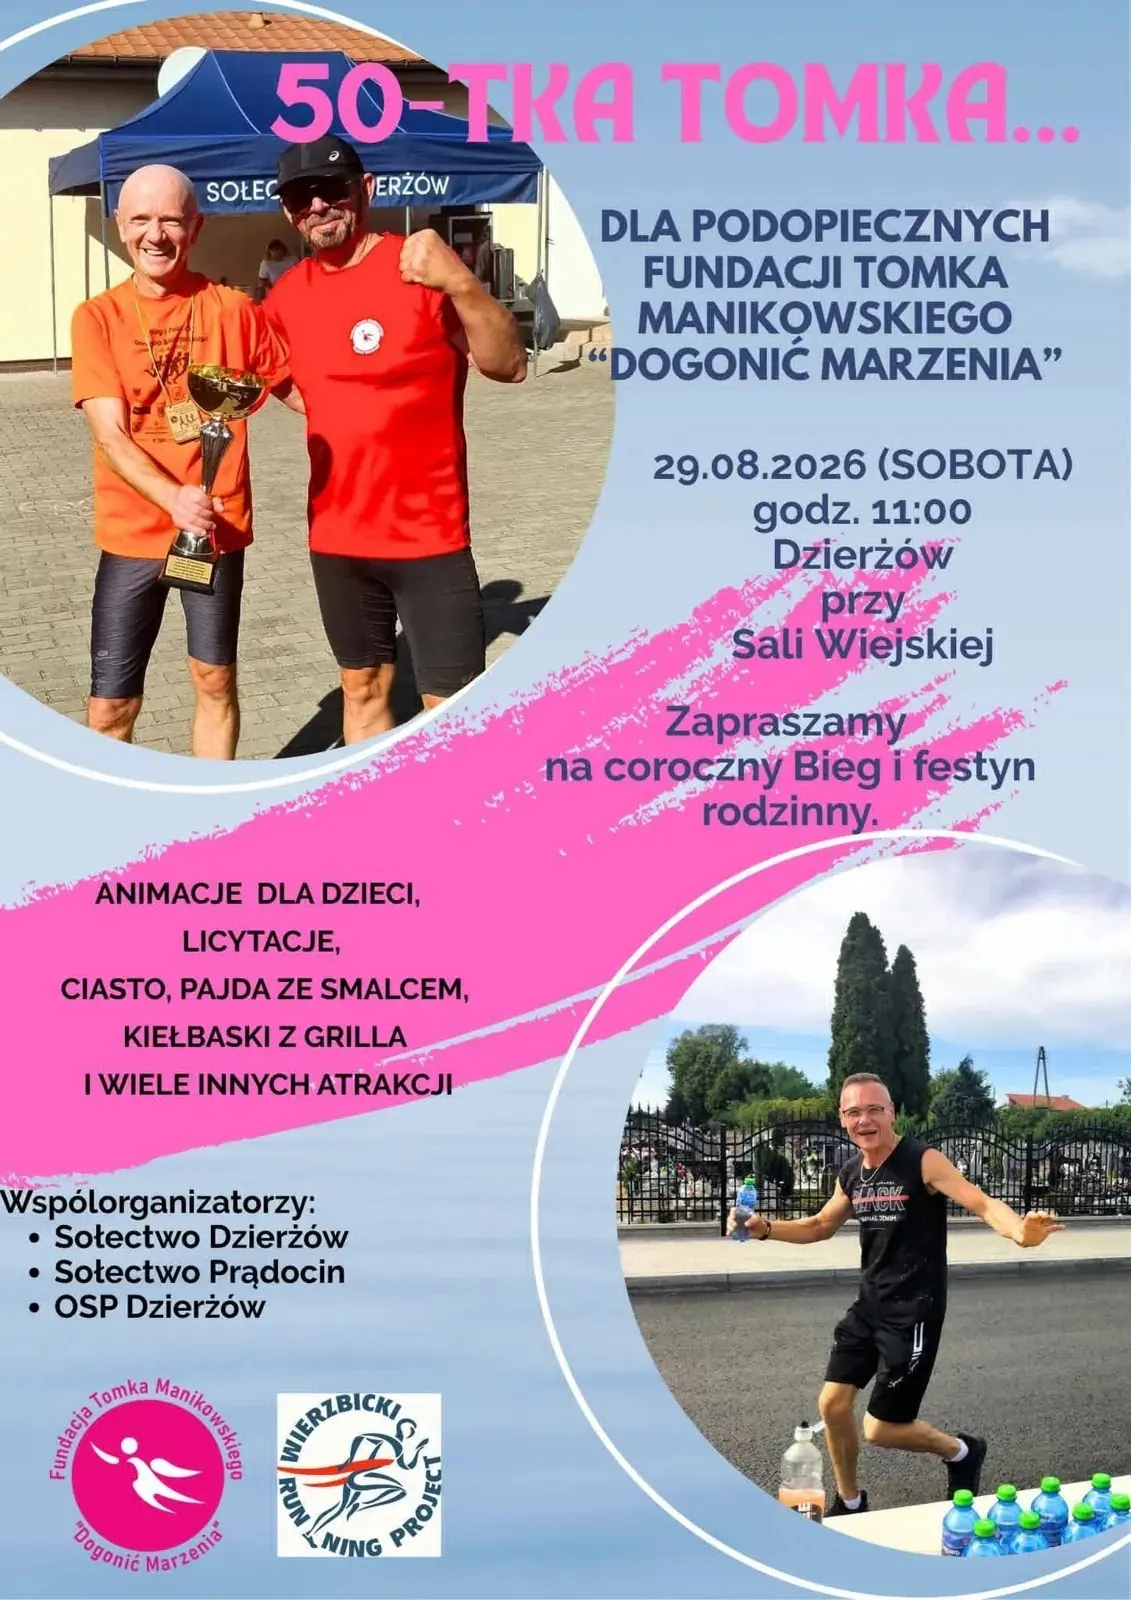 50-TKA TOMKA...
DLA PODOPIECZNYCH
FUNDACJI TOMKA
MANIKOWSKIEGO
“DOGONIĆ MARZENIA”
29.08.2026 (SOBOTA)
godz. 11:00
Dzierżów
przy
Sali Wiejskiej
Zapraszamy
na coroczny Bieg i festyn
rodzinny.
ANIMACJE DLA DZIECI,
LICYTACJE,
CIASTO, PAJDA ZE SMALCEM,
KIEŁBASKI Z GRILLA
I WIELE INNYCH ATRAKCJI
Wspólorganizatorzy:
• Sołectwo Dzierżów
• Sołectwo Prądocin
• OSP Dzierżów
Fundacja Tomka Manikowskiego
"Dogonić Marzenia"
WIERZBICKI
RUNNING PROJECT
SOŁEC ERŻÓW
BLACK